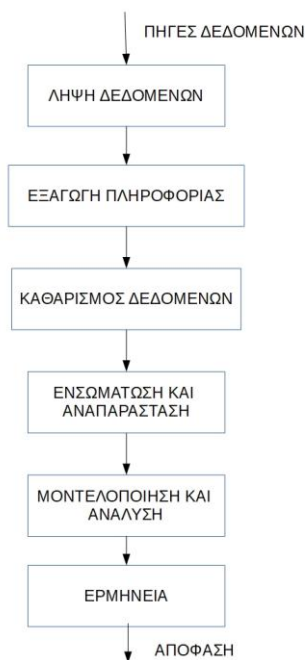 ΠΗΓΕΣ ΔΕΔΟΜΕΝΩΝ
ΛΗΨΗ ΔΕΔΟΜΕΝΩΝ
ΕΞΑΓΩΓΗ ΠΛΗΡΟΦΟΡΙΑΣ
ΚΑΘΑΡΙΣΜΟΣ ΔΕΔΟΜΕΝΩΝ
ΕΝΣΩΜΑΤΩΣΗ ΚΑΙ
ΑΝΑΠΑΡΑΣΤΑΣΗ
ΜΟΝΤΕΛΟΠΟΙΗΣΗ ΚΑΙ
ΑΝΑΛΥΣΗ
ΕΡΜΗΝΕΙΑ
ΑΠΟΦΑΣΗ